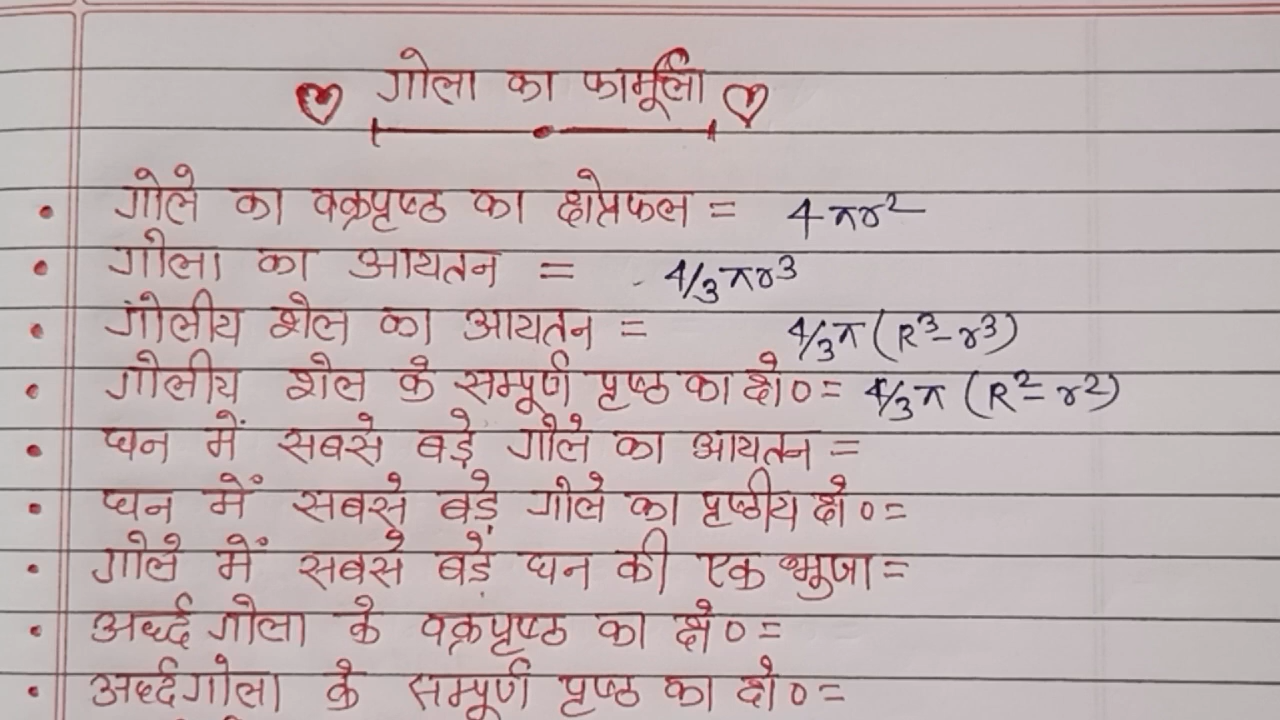 गोला का फार्मूला
• गोले का वक्रपृष्ठ का क्षेत्रफल = 4πr²
• गोला का आयतन = 4/3πr³
• गोलीय शेल का आयतन = 4/3π(R³-r³)
• गोलीय शेल के सम्पूर्ण पृष्ठ का क्षे० = 4/3π (R²-r²)
• घन में सबसे बड़े गोले का आयतन =
• घन में सबसे बड़े गोले का पृष्ठीय क्षे० =
• गोले में सबसे बड़े घन की एक भुजा =
• अर्ध्द गोला के वक्रपृष्ठ का क्षे० =
• अर्ध्दगोला के सम्पूर्ण पृष्ठ का क्षे० =